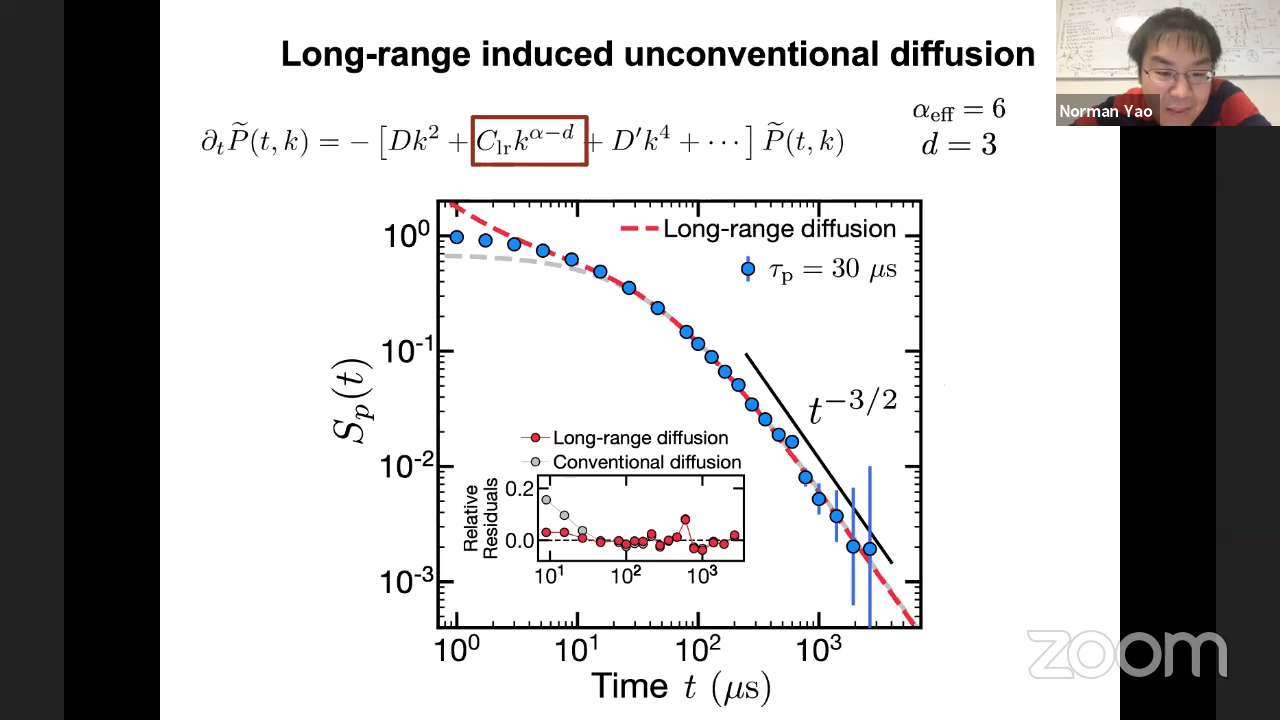 Long-range induced unconventional diffusion
Norman Yao
∂ₜP̃(t, k) = − [Dk² + C_lr k^{α−d} + D′k⁴ + ⋯] P̃(t, k)
α_eff = 6
d = 3
Long-range diffusion
τ_p = 30 μs
10⁰
10⁻¹
10⁻²
10⁻³
S_p(t)
t^{−3/2}
Long-range diffusion
Conventional diffusion
Relative
Residuals
0.2
0.0
10¹ 10² 10³
10⁰ 10¹ 10² 10³
Time t (μs)
zoom